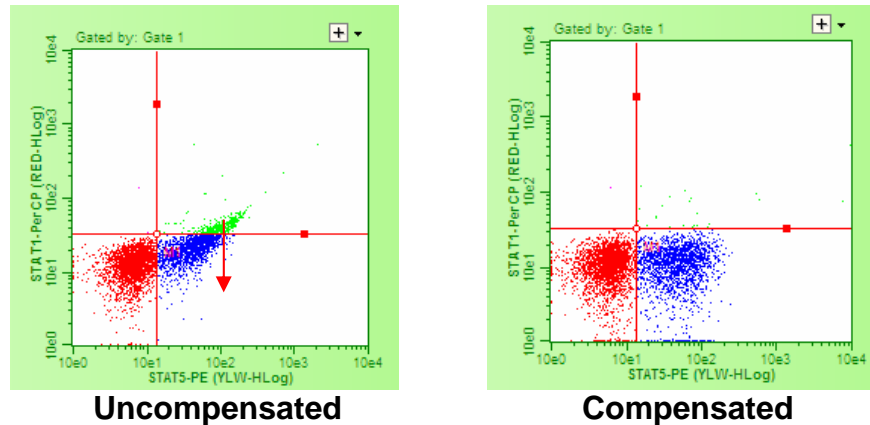 Gated by: Gate 1
+
10e4
10e3
10e2
10e1
10e0
STAT1-PerCP (RED-HLog)
10e0 10e1 10e2 10e3 10e4
STAT5-PE (YLW-HLog)
Uncompensated
Gated by: Gate 1
+
10e4
10e3
10e2
10e1
10e0
STAT1-PerCP (RED-HLog)
10e0 10e1 10e2 10e3 10e4
STAT5-PE (YLW-HLog)
Compensated